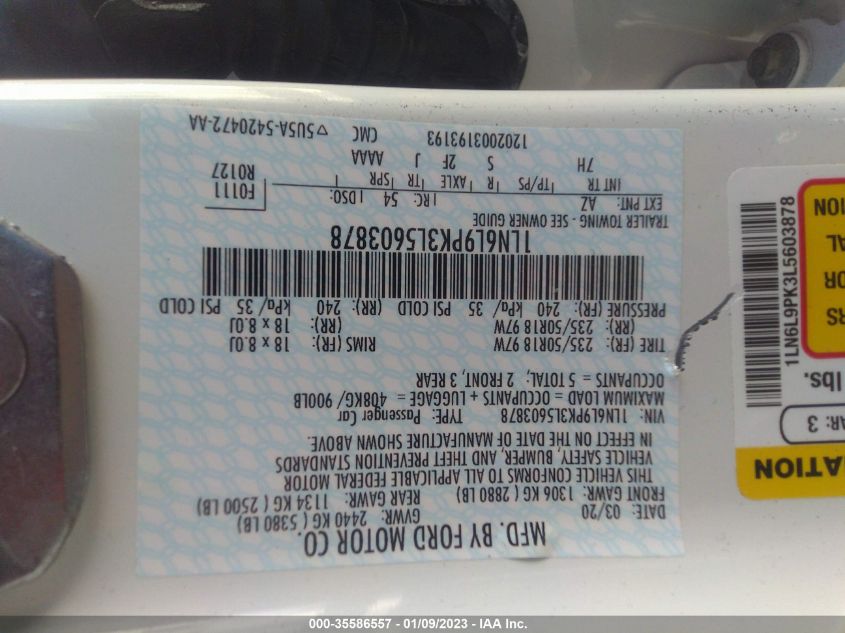 MFD. BY FORD MOTOR CO.
DATE: 03/20 GVWR: 2440 KG ( 5380 LB)
FRONT GAWR: 1306 KG ( 2880 LB) REAR GAWR: 1134 KG ( 2500 LB)
THIS VEHICLE CONFORMS TO ALL APPLICABLE FEDERAL MOTOR
VEHICLE SAFETY, BUMPER, AND THEFT PREVENTION STANDARDS
IN EFFECT ON THE DATE OF MANUFACTURE SHOWN ABOVE.
VIN: 1LN6L9PK3L5603878 TYPE: Passenger Car
MAXIMUM LOAD = OCCUPANTS + LUGGAGE = 408KG/ 900LB
OCCUPANTS = 5 TOTAL; 2 FRONT, 3 REAR
TIRE (FR): 235/50R18 97W RIMS (FR): 18 x 8.0J
(RR): 235/50R18 97W (RR): 18 x 8.0J
PRESSURE (FR): 240 kPa/ 35 PSI COLD (RR): 240 kPa/ 35 PSI COLD
1LN6L9PK3L5603878
TRAILER TOWING - SEE OWNER GUIDE
EXT PNT: AZ RC: 54 DSO: F0111
INT TR TP/PS R AXLE TR SPR R0127
7H S 2F J AAAA
1202003193193 CMC ▽5U5A-5420472-AA
ATION
AR: 3
lbs.
RS
OR
AL
ION
1LN6L9PK3L5603878
000-35586557 - 01/09/2023 - IAA Inc.